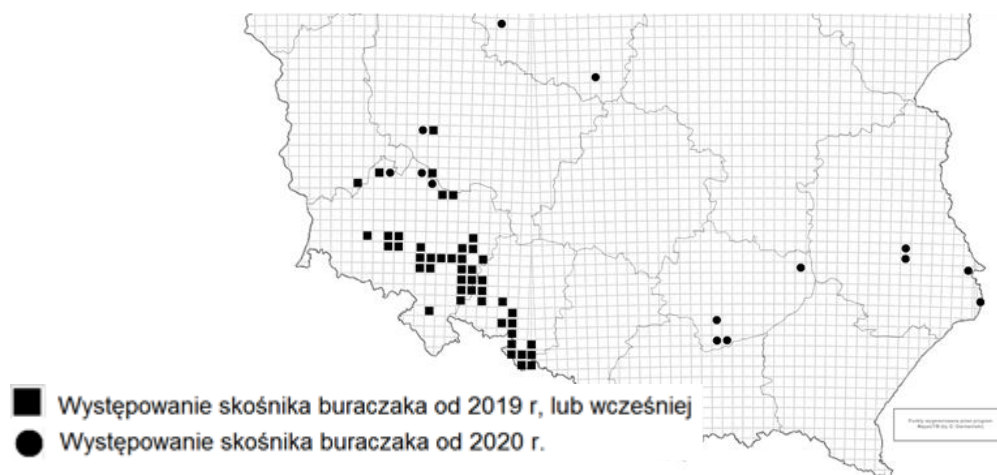 Występowanie skośnika buraczaka od 2019 r, lub wcześniej
Występowanie skośnika buraczaka od 2020 r.